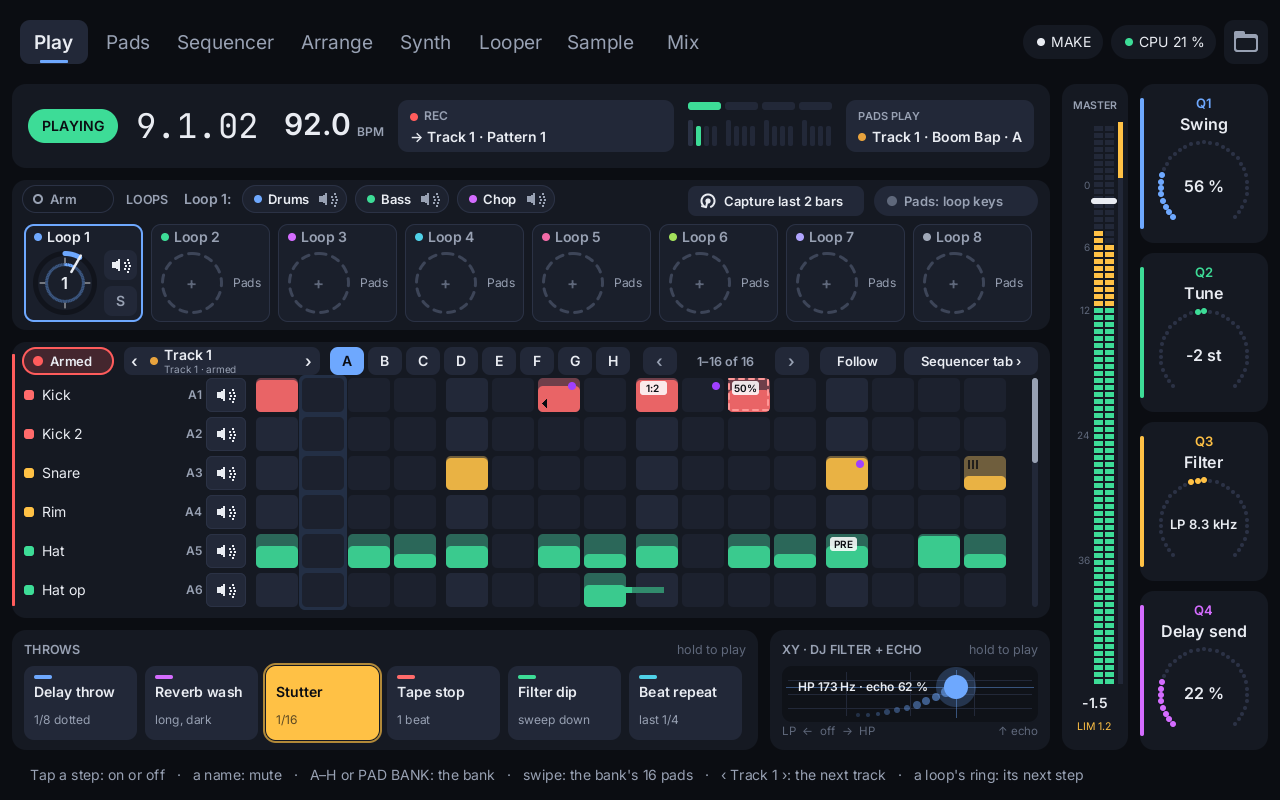 Play Pads Sequencer Arrange Synth Looper Sample Mix MAKE CPU 21 %
PLAYING 9.1.02 92.0 BPM
REC
→ Track 1 · Pattern 1
PADS PLAY
Track 1 · Boom Bap · A
Arm LOOPS Loop 1: Drums Bass Chop Capture last 2 bars Pads: loop keys
Loop 1 Loop 2 Loop 3 Loop 4 Loop 5 Loop 6 Loop 7 Loop 8
1 + Pads + Pads + Pads + Pads + Pads + Pads + Pads
S
Armed ‹ Track 1 › A B C D E F G H ‹ 1–16 of 16 › Follow Sequencer tab ›
Track 1 · armed
Kick A1 1:2 50%
Kick 2 A2
Snare A3
Rim A4
Hat A5 PRE
Hat op A6
THROWS hold to play
Delay throw Reverb wash Stutter Tape stop Filter dip Beat repeat
1/8 dotted long, dark 1/16 1 beat sweep down last 1/4
XY · DJ FILTER + ECHO hold to play
HP 173 Hz · echo 62 %
LP ← off → HP ↑ echo
MASTER
0
6
12
24
36
-1.5
LIM 1.2
Q1
Swing
56 %
Q2
Tune
-2 st
Q3
Filter
LP 8.3 kHz
Q4
Delay send
22 %
Tap a step: on or off · a name: mute · A–H or PAD BANK: the bank · swipe: the bank's 16 pads · ‹ Track 1 ›: the next track · a loop's ring: its next step